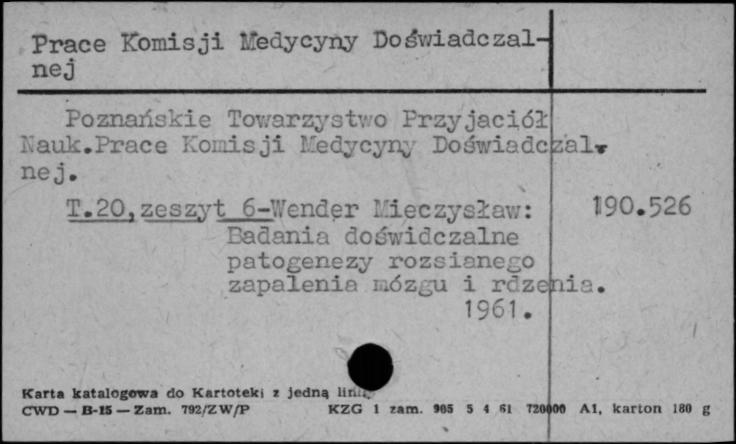 Prace Komisji Medycyny Doświadczal-
nej
Poznańskie Towarzystwo Przyjaciół
Nauk.Prace Komisji Medycyny Doświadczal-
nej.
T.20,zeszyt 6-Wender Mieczysław: 190.526
Badania doświdczalne
patogenezy rozsianego
zapalenia mózgu i rdzenia.
1961.
Karta katalogowa do Kartoteki z jedną
CWD — B-15 — Zam. 792/ZW/P KZG 1 zam. 905 5 4 61 720000 A1, karton 180 g